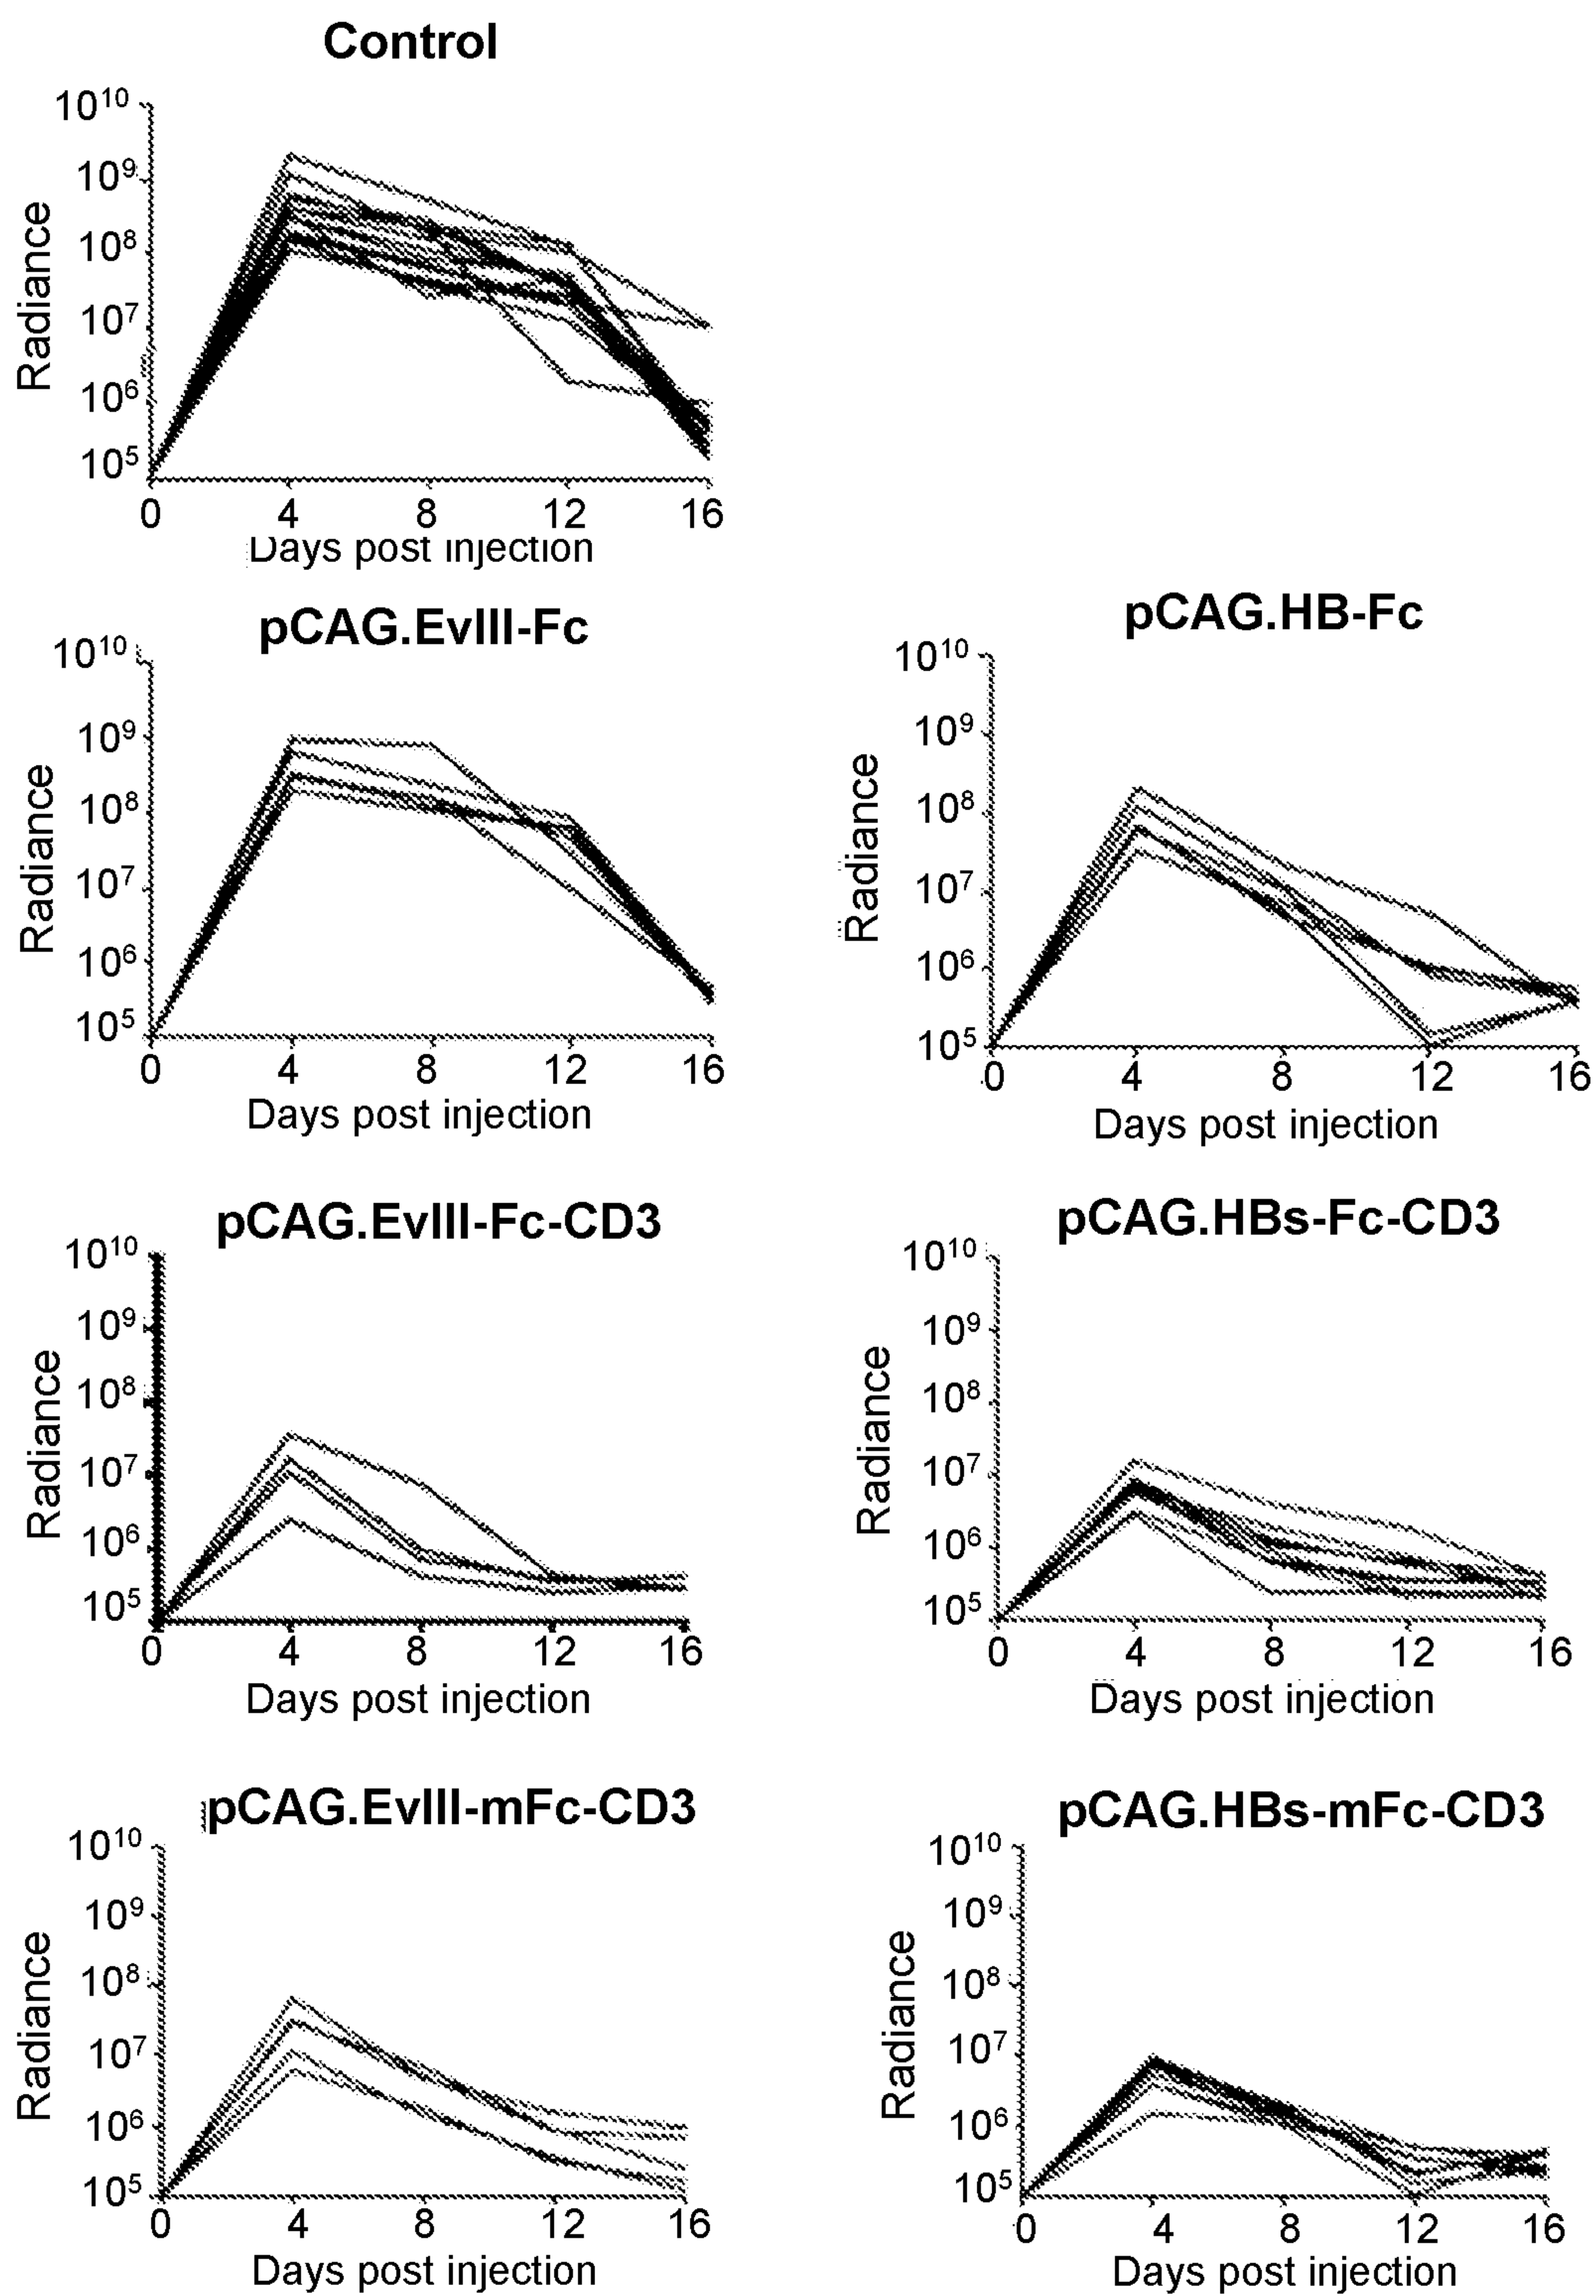 Control
10^10
10^9
10^8
10^7
10^6
10^5
Radiance
0 4 8 12 16
Days post injection
pCAG.EvIII-Fc
10^10
10^9
10^8
10^7
10^6
10^5
Radiance
0 4 8 12 16
Days post injection
pCAG.HB-Fc
10^10
10^9
10^8
10^7
10^6
10^5
Radiance
0 4 8 12 16
Days post injection
pCAG.EvIII-Fc-CD3
10^10
10^9
10^8
10^7
10^6
10^5
Radiance
0 4 8 12 16
Days post injection
pCAG.HBs-Fc-CD3
10^10
10^9
10^8
10^7
10^6
10^5
Radiance
0 4 8 12 16
Days post injection
pCAG.EvIII-mFc-CD3
10^10
10^9
10^8
10^7
10^6
10^5
Radiance
0 4 8 12 16
Days post injection
pCAG.HBs-mFc-CD3
10^10
10^9
10^8
10^7
10^6
10^5
Radiance
0 4 8 12 16
Days post injection